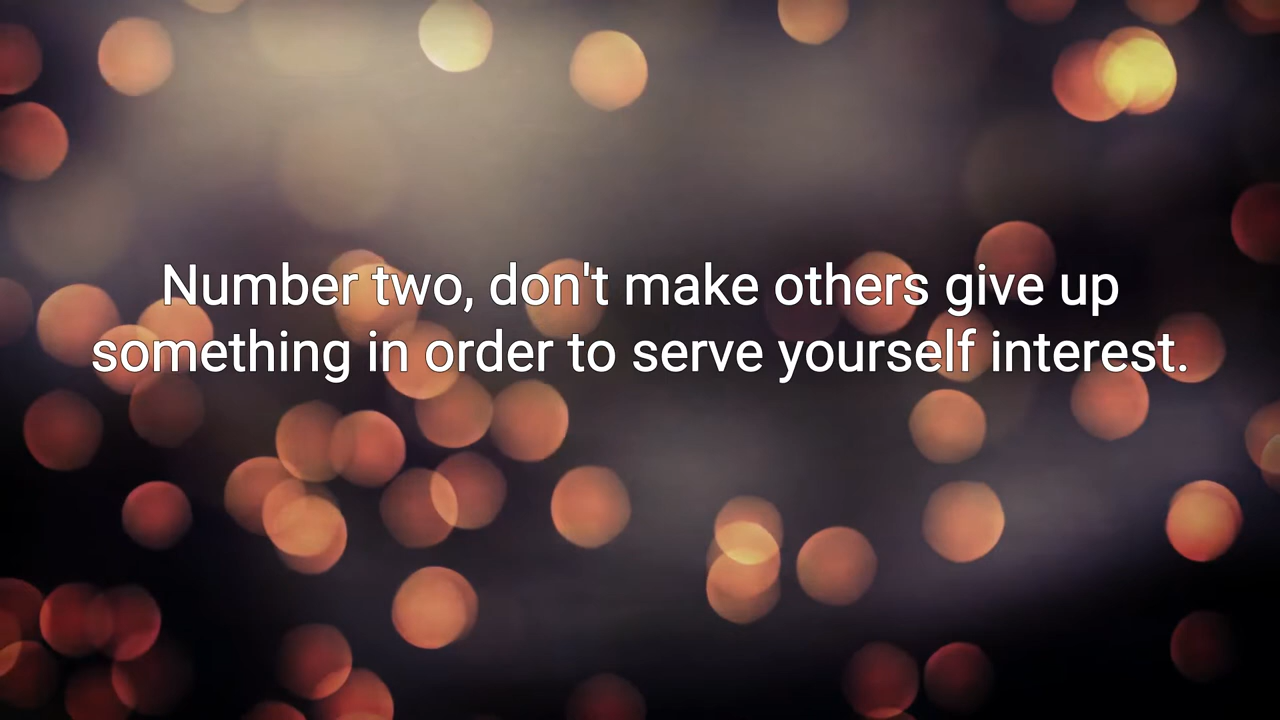 Number two, don't make others give up
something in order to serve yourself interest.